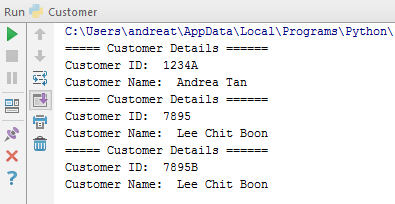 Run Customer
C:\Users\andreat\AppData\Local\Programs\Python\
===== Customer Details ======
Customer ID:  1234A
Customer Name:  Andrea Tan
===== Customer Details ======
Customer ID:  7895
Customer Name:  Lee Chit Boon
===== Customer Details ======
Customer ID:  7895B
Customer Name:  Lee Chit Boon